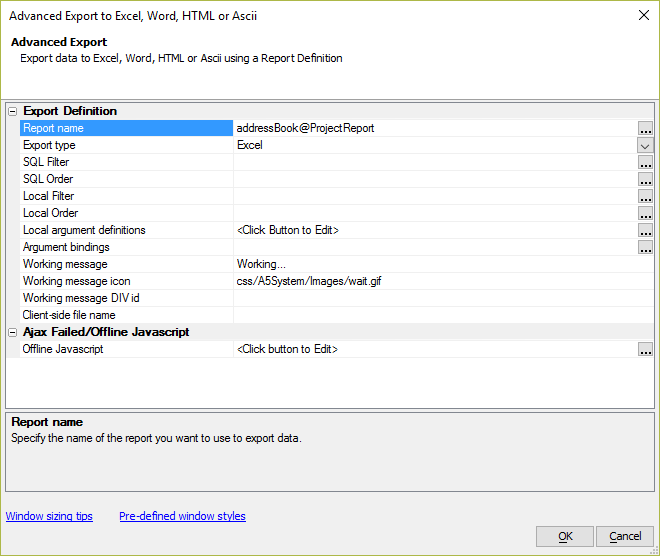 Advanced Export to Excel, Word, HTML or Ascii
Advanced Export
Export data to Excel, Word, HTML or Ascii using a Report Definition
Export Definition
Report name addressBook@ProjectReport ...
Export type Excel
SQL Filter ...
SQL Order ...
Local Filter ...
Local Order ...
Local argument definitions <Click Button to Edit> ...
Argument bindings ...
Working message Working...
Working message icon css/A5System/Images/wait.gif
Working message DIV id
Client-side file name
Ajax Failed/Offline Javascript
Offline Javascript <Click button to Edit> ...
Report name
Specify the name of the report you want to use to export data.
Window sizing tips Pre-defined window styles
OK Cancel